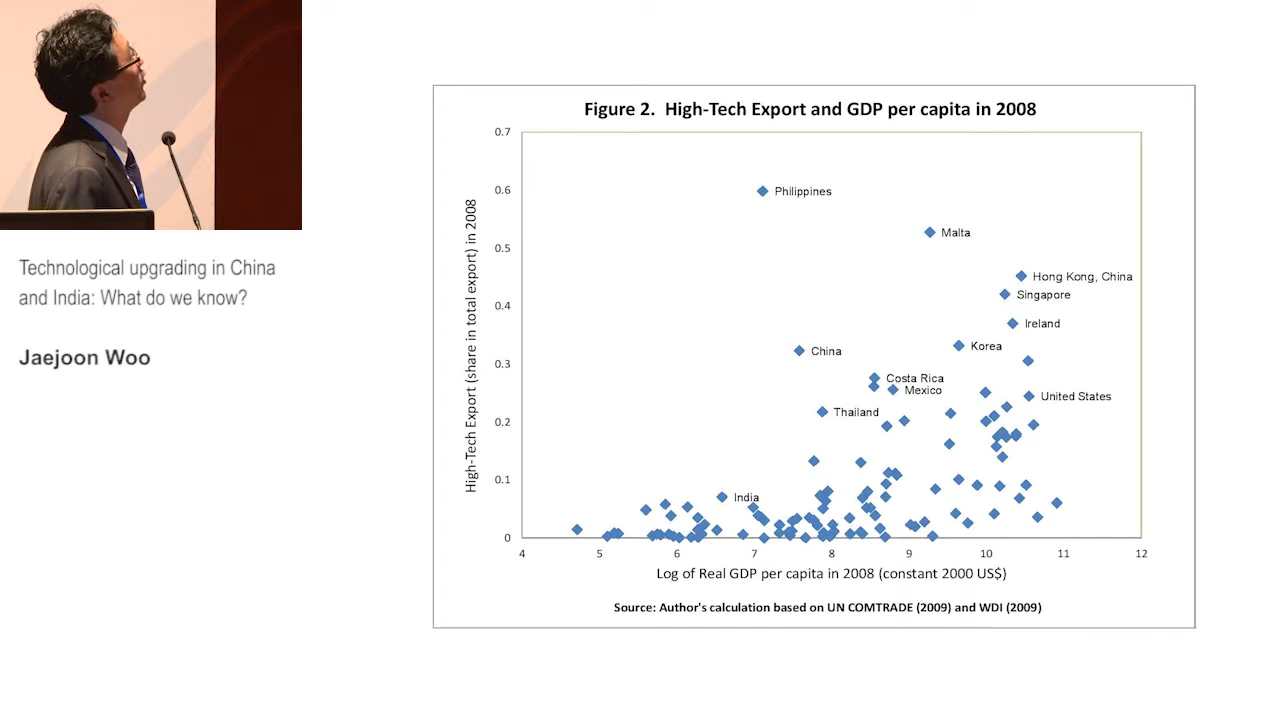 Technological upgrading in China
and India: What do we know?
Jaejoon Woo
Figure 2.  High-Tech Export and GDP per capita in 2008
High-Tech Export (share in total export) in 2008
0.7
0.6
0.5
0.4
0.3
0.2
0.1
0
Philippines
Malta
Hong Kong, China
Singapore
Ireland
Korea
China
Costa Rica
Mexico
United States
Thailand
India
4 5 6 7 8 9 10 11 12
Log of Real GDP per capita in 2008 (constant 2000 US$)
Source: Author's calculation based on UN COMTRADE (2009) and WDI (2009)